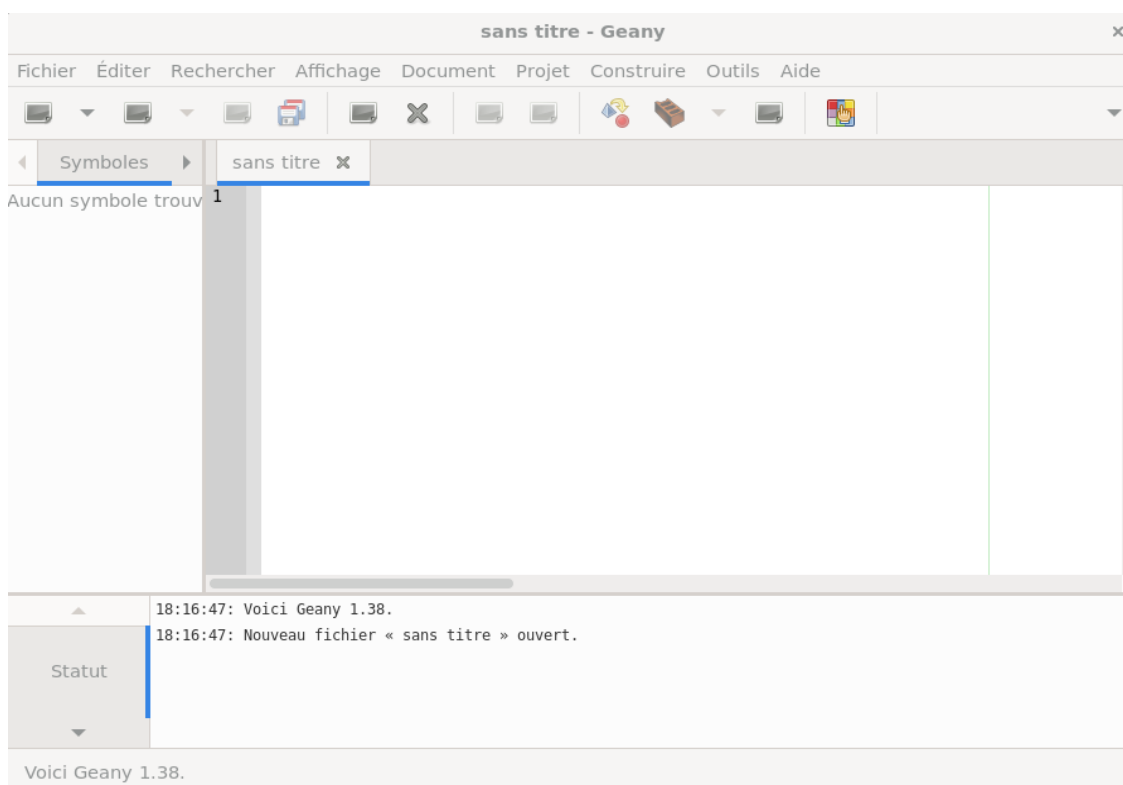 sans titre - Geany
Fichier Éditer Rechercher Affichage Document Projet Construire Outils Aide
Symboles sans titre
Aucun symbole trouv 1
18:16:47: Voici Geany 1.38.
18:16:47: Nouveau fichier « sans titre » ouvert.
Statut
Voici Geany 1.38.